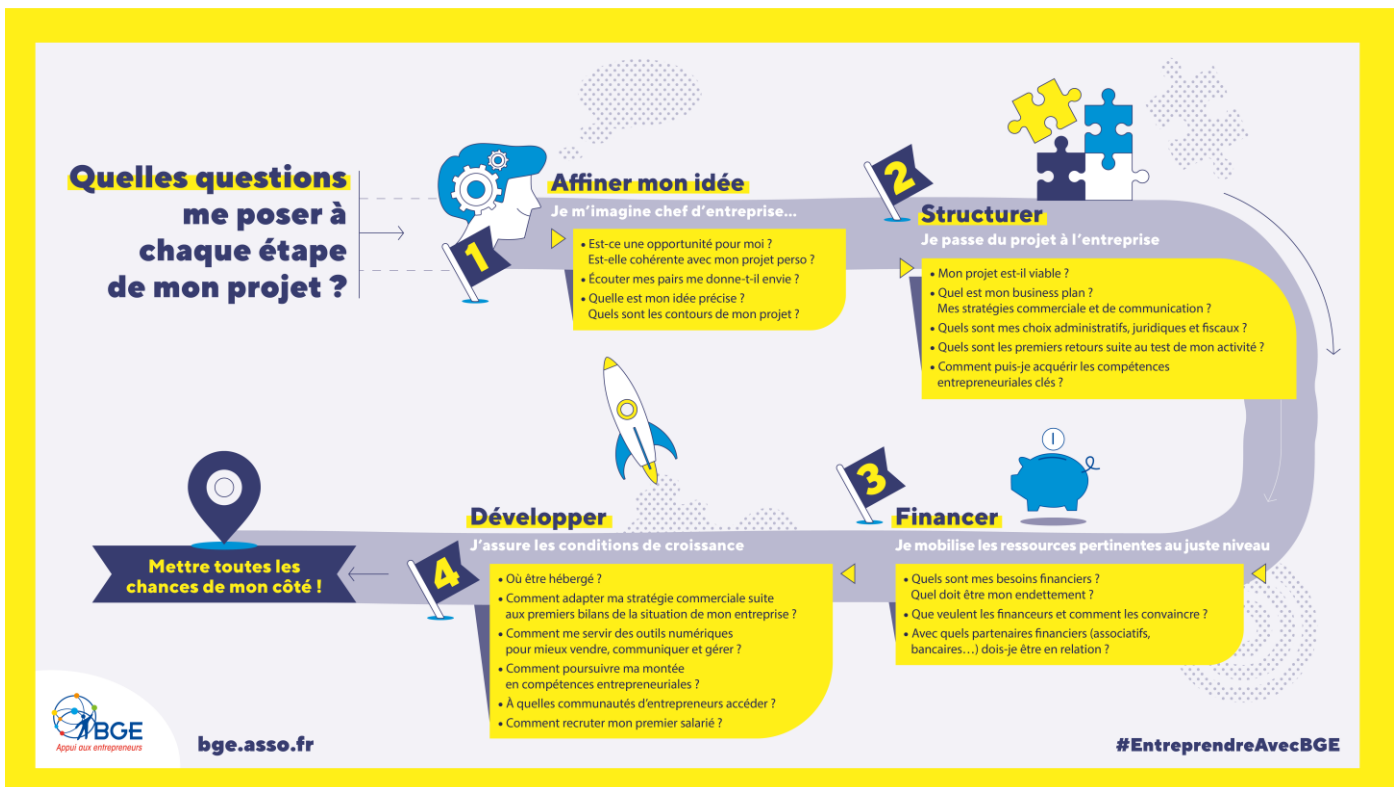 Quelles questions
me poser à
chaque étape
de mon projet ?
1
Affiner mon idée
Je m'imagine chef d'entreprise...
• Est-ce une opportunité pour moi ?
Est-elle cohérente avec mon projet perso ?
• Écouter mes pairs me donne-t-il envie ?
• Quelle est mon idée précise ?
Quels sont les contours de mon projet ?
2
Structurer
Je passe du projet à l'entreprise
• Mon projet est-il viable ?
• Quel est mon business plan ?
Mes stratégies commerciale et de communication ?
• Quels sont mes choix administratifs, juridiques et fiscaux ?
• Quels sont les premiers retours suite au test de mon activité ?
• Comment puis-je acquérir les compétences
entrepreneuriales clés ?
3
Financer
Je mobilise les ressources pertinentes au juste niveau
• Quels sont mes besoins financiers ?
Quel doit être mon endettement ?
• Que veulent les financeurs et comment les convaincre ?
• Avec quels partenaires financiers (associatifs,
bancaires…) dois-je être en relation ?
4
Développer
J'assure les conditions de croissance
• Où être hébergé ?
• Comment adapter ma stratégie commerciale suite
aux premiers bilans de la situation de mon entreprise ?
• Comment me servir des outils numériques
pour mieux vendre, communiquer et gérer ?
• Comment poursuivre ma montée
en compétences entrepreneuriales ?
• À quelles communautés d'entrepreneurs accéder ?
• Comment recruter mon premier salarié ?
Mettre toutes les
chances de mon côté !
BGE
Appui aux entrepreneurs
bge.asso.fr
#EntreprendreAvecBGE